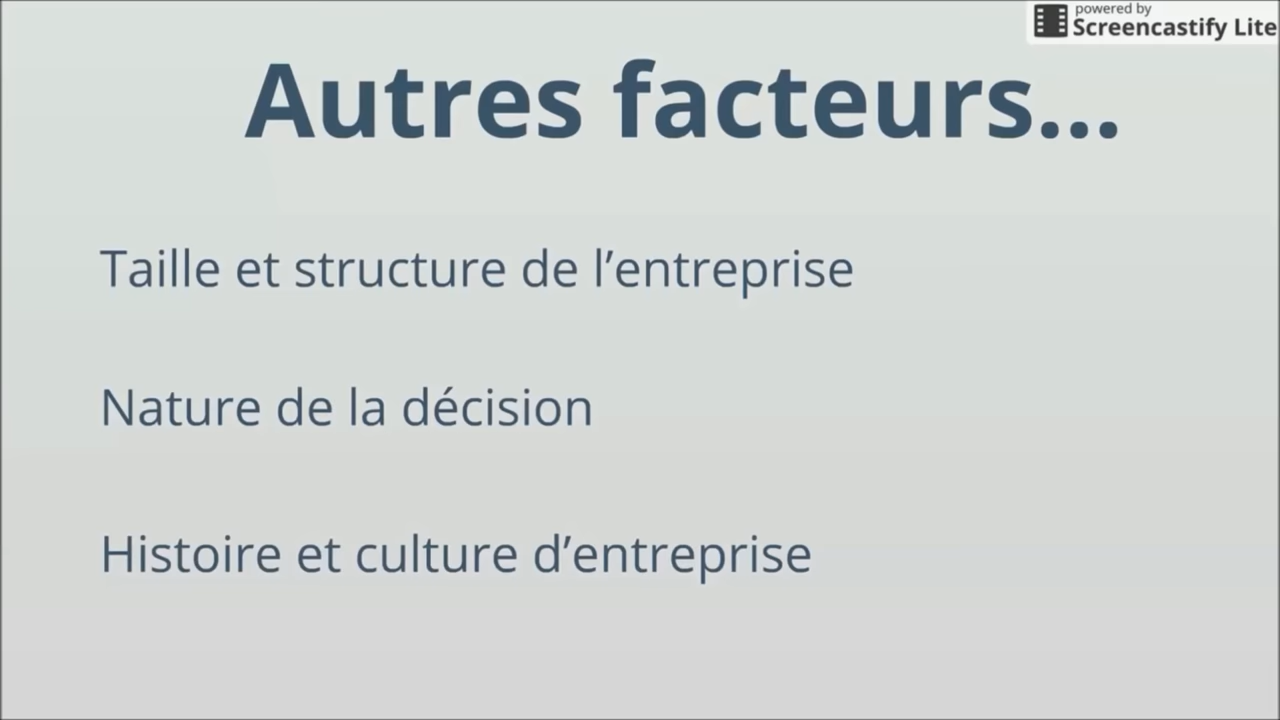 powered by
Screencastify Lite
Autres facteurs...
Taille et structure de l’entreprise
Nature de la décision
Histoire et culture d’entreprise